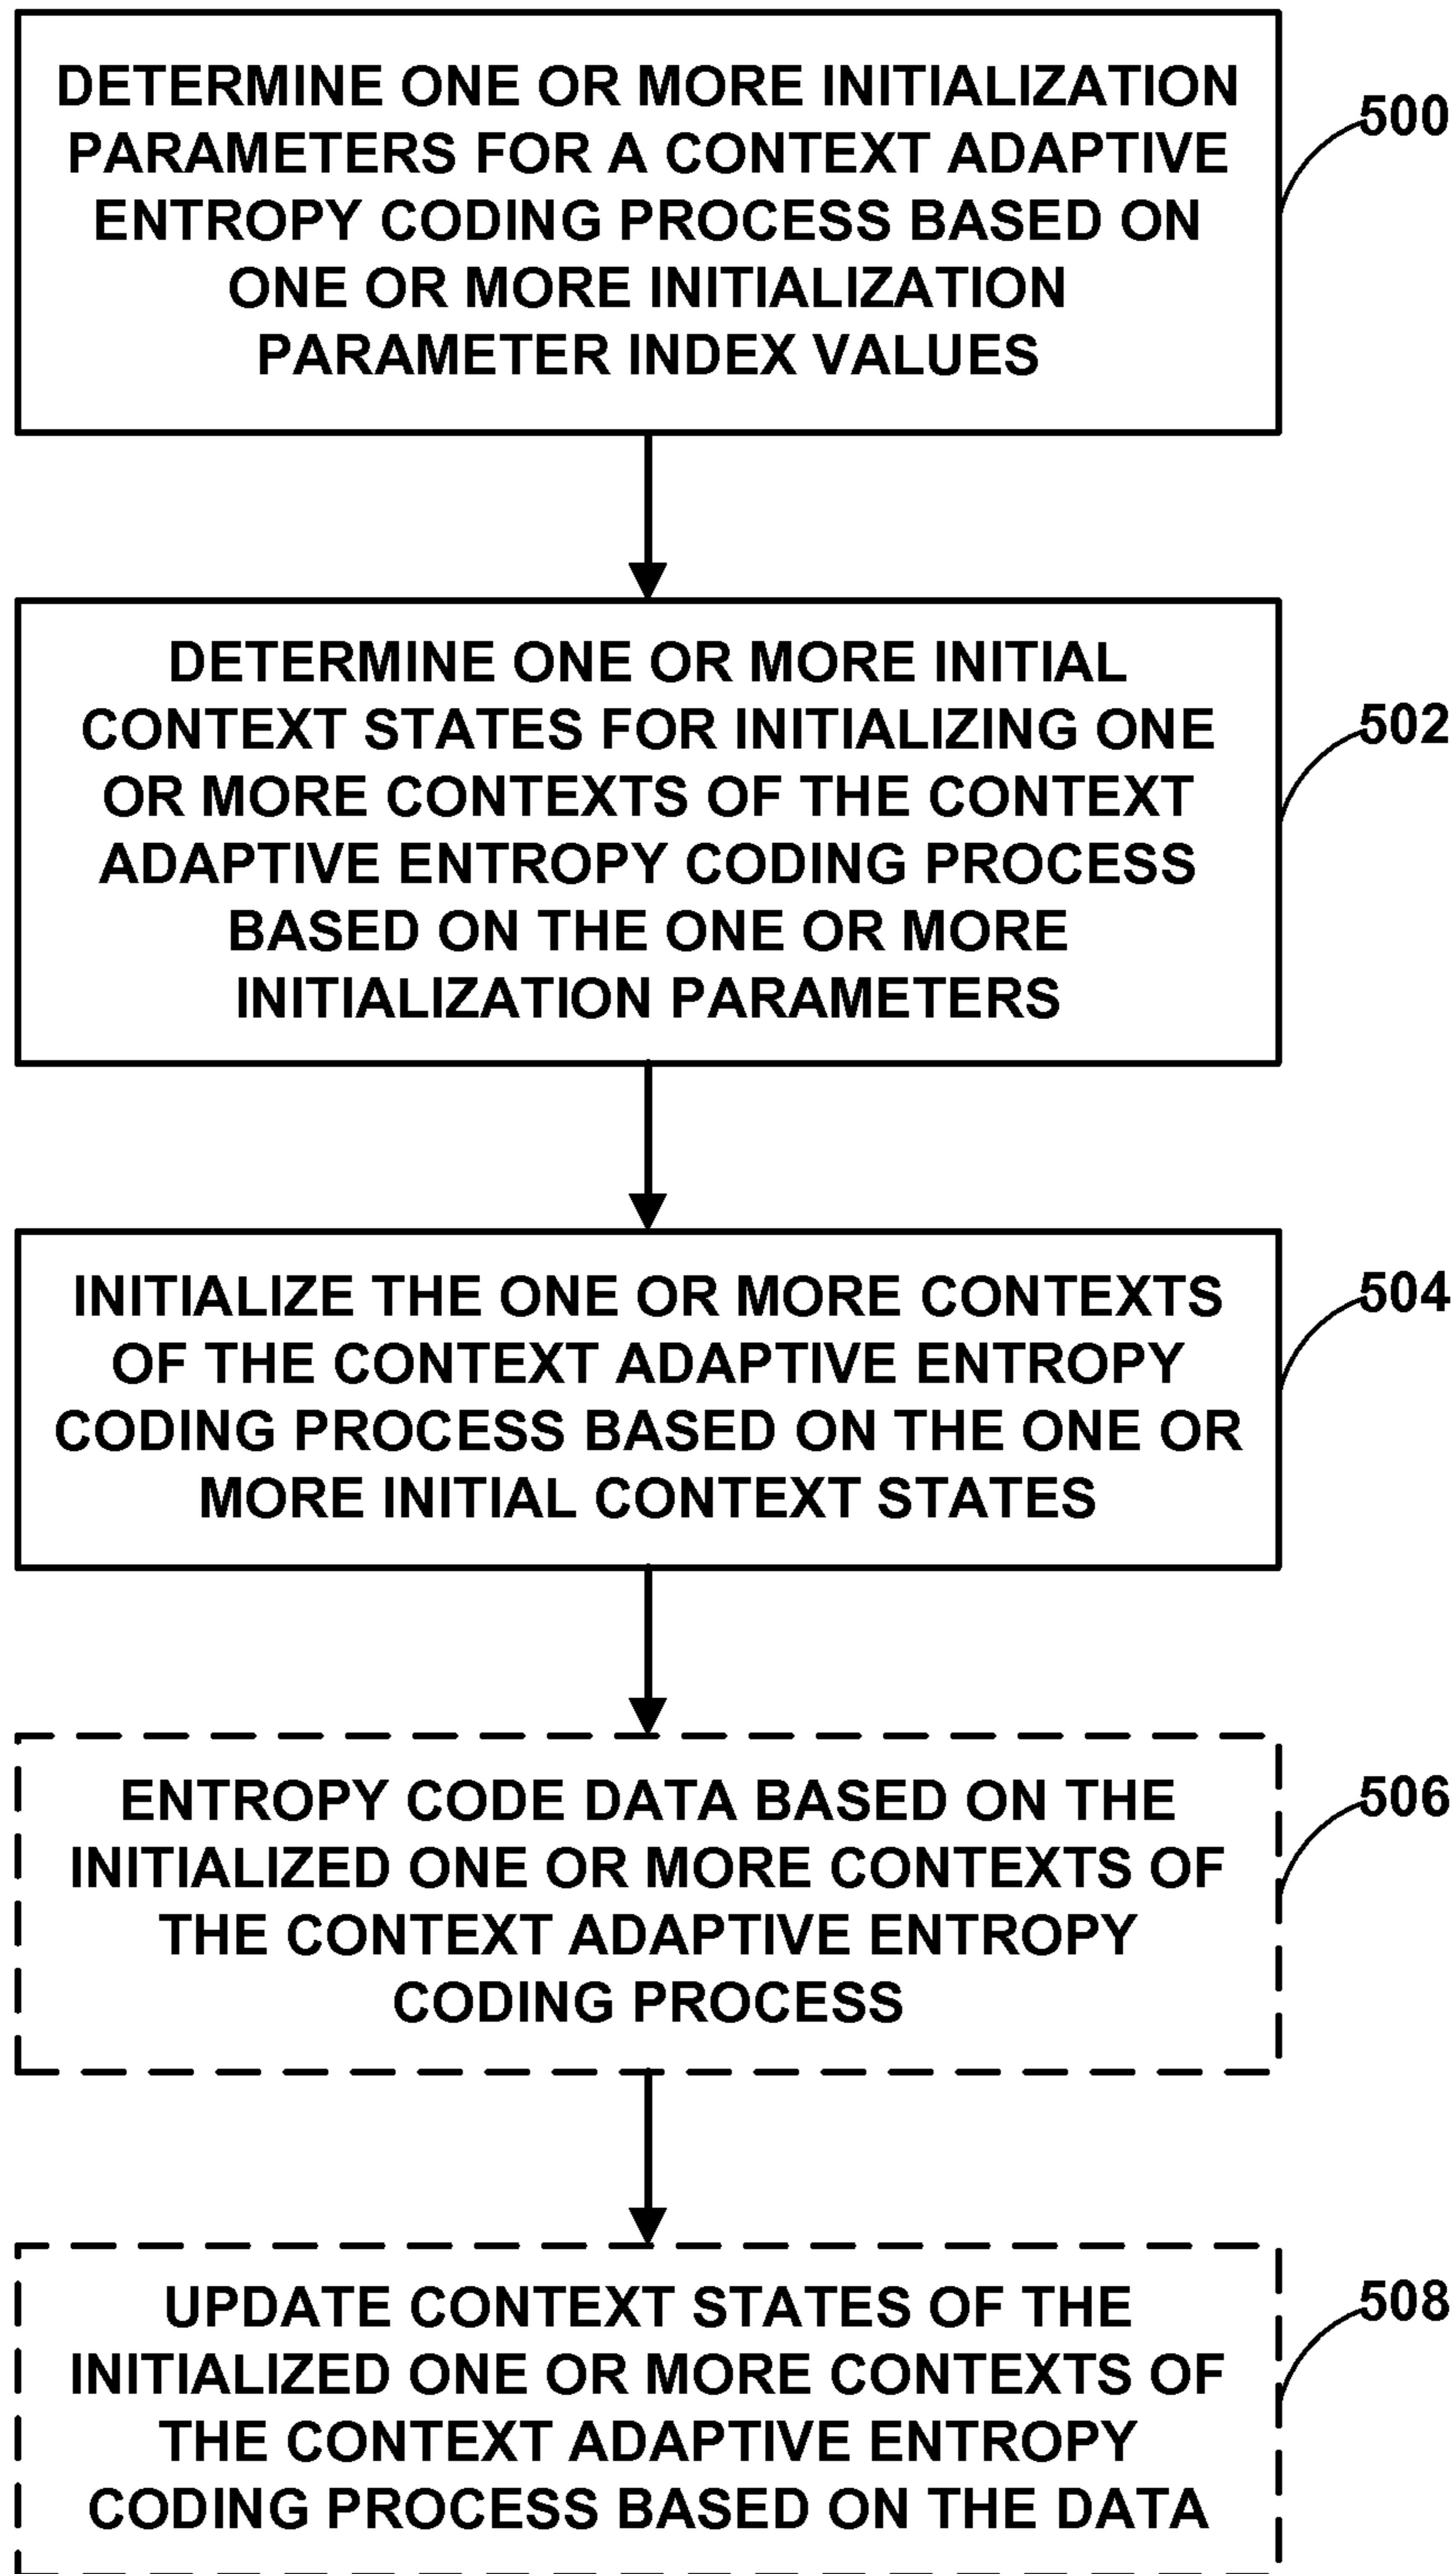 DETERMINE ONE OR MORE INITIALIZATION
PARAMETERS FOR A CONTEXT ADAPTIVE
ENTROPY CODING PROCESS BASED ON
ONE OR MORE INITIALIZATION
PARAMETER INDEX VALUES
500
DETERMINE ONE OR MORE INITIAL
CONTEXT STATES FOR INITIALIZING ONE
OR MORE CONTEXTS OF THE CONTEXT
ADAPTIVE ENTROPY CODING PROCESS
BASED ON THE ONE OR MORE
INITIALIZATION PARAMETERS
502
INITIALIZE THE ONE OR MORE CONTEXTS
OF THE CONTEXT ADAPTIVE ENTROPY
CODING PROCESS BASED ON THE ONE OR
MORE INITIAL CONTEXT STATES
504
ENTROPY CODE DATA BASED ON THE
INITIALIZED ONE OR MORE CONTEXTS OF
THE CONTEXT ADAPTIVE ENTROPY
CODING PROCESS
506
UPDATE CONTEXT STATES OF THE
INITIALIZED ONE OR MORE CONTEXTS OF
THE CONTEXT ADAPTIVE ENTROPY
CODING PROCESS BASED ON THE DATA
508